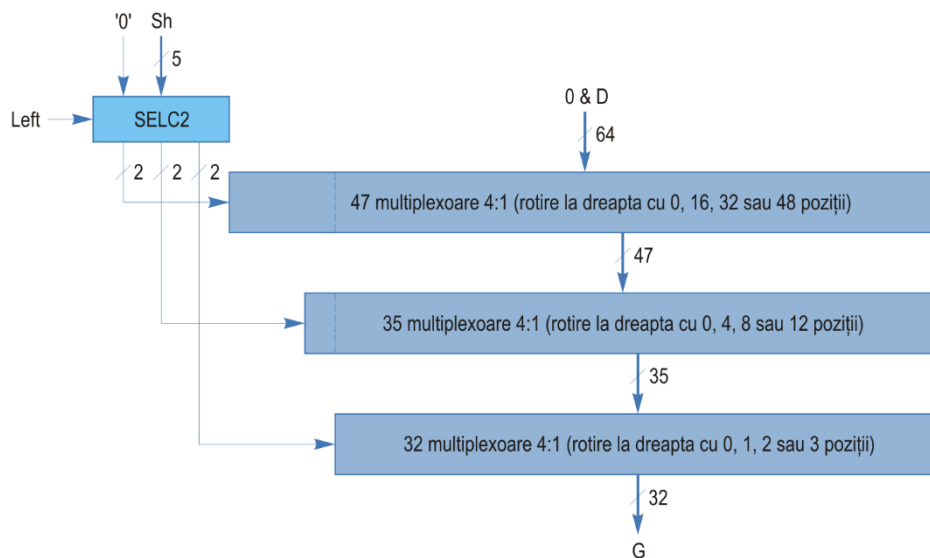 '0' Sh
5
Left
SELC2
0 & D
64
2 2 2
47 multiplexoare 4:1 (rotire la dreapta cu 0, 16, 32 sau 48 poziții)
47
35 multiplexoare 4:1 (rotire la dreapta cu 0, 4, 8 sau 12 poziții)
35
32 multiplexoare 4:1 (rotire la dreapta cu 0, 1, 2 sau 3 poziții)
32
G